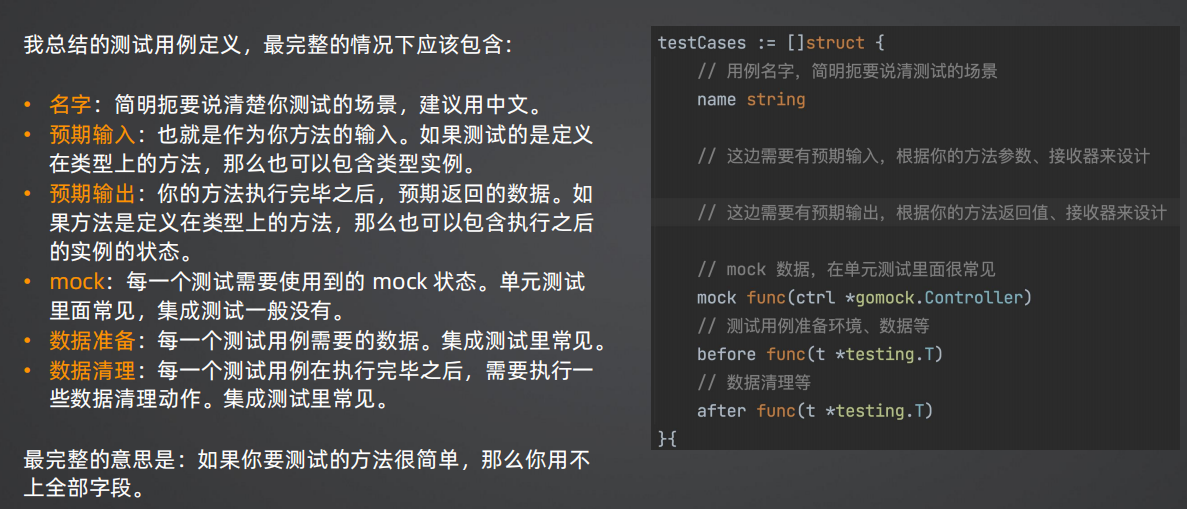 我总结的测试用例定义，最完整的情况下应该包含：
• 名字：简明扼要说清楚你测试的场景，建议用中文。
• 预期输入：也就是作为你方法的输入。如果测试的是定义
在类型上的方法，那么也可以包含类型实例。
• 预期输出：你的方法执行完毕之后，预期返回的数据。如
果方法是定义在类型上的方法，那么也可以包含执行之后
的实例的状态。
• mock：每一个测试需要使用到的 mock 状态。单元测试
里面常见，集成测试一般没有。
• 数据准备：每一个测试用例需要的数据。集成测试里常见。
• 数据清理：每一个测试用例在执行完毕之后，需要执行一
些数据清理动作。集成测试里常见。
最完整的意思是：如果你要测试的方法很简单，那么你用不
上全部字段。
testCases := []struct {
// 用例名字，简明扼要说清测试的场景
name string
// 这边需要有预期输入，根据你的方法参数、接收器来设计
// 这边需要有预期输出，根据你的方法返回值、接收器来设计
// mock 数据，在单元测试里面很常见
mock func(ctrl *gomock.Controller)
// 测试用例准备环境、数据等
before func(t *testing.T)
// 数据清理等
after func(t *testing.T)
}{